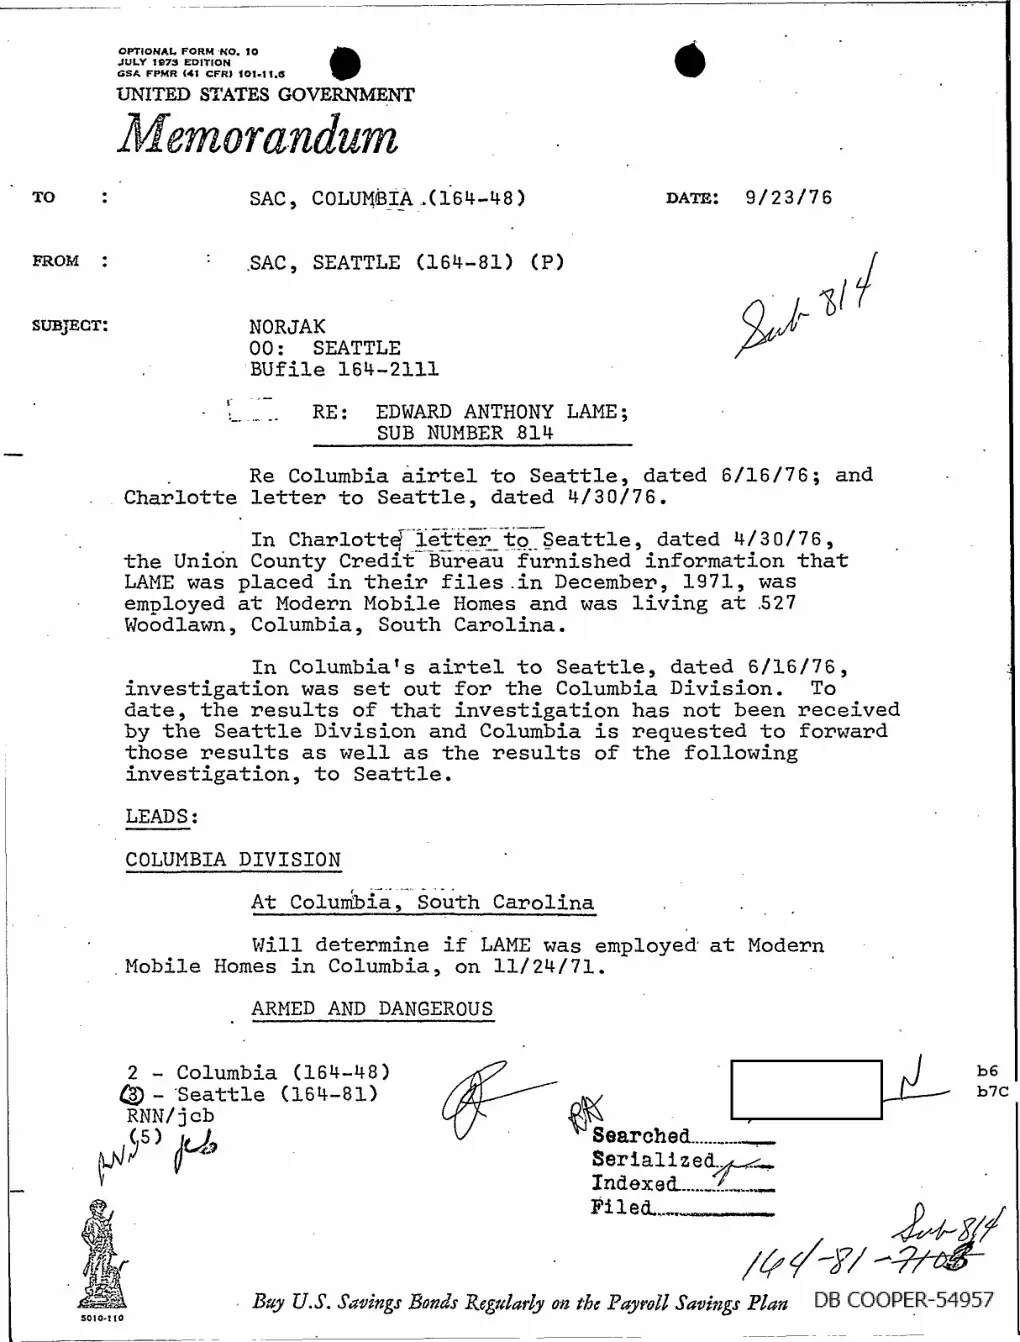 OPTIONAL FORM NO. 10
JULY 1973 EDITION
GSA FPMR (41 CFR) 101-11.6
UNITED STATES GOVERNMENT
Memorandum
TO : SAC, COLUMBIA (164-48) DATE: 9/23/76
FROM : SAC, SEATTLE (164-81) (P)
Sub 814
SUBJECT: NORJAK
OO: SEATTLE
BUfile 164-2111
RE: EDWARD ANTHONY LAME;
SUB NUMBER 814
Re Columbia airtel to Seattle, dated 6/16/76; and
Charlotte letter to Seattle, dated 4/30/76.
In Charlotte letter to Seattle, dated 4/30/76,
the Union County Credit Bureau furnished information that
LAME was placed in their files in December, 1971, was
employed at Modern Mobile Homes and was living at 527
Woodlawn, Columbia, South Carolina.
In Columbia's airtel to Seattle, dated 6/16/76,
investigation was set out for the Columbia Division. To
date, the results of that investigation has not been received
by the Seattle Division and Columbia is requested to forward
those results as well as the results of the following
investigation, to Seattle.
LEADS:
COLUMBIA DIVISION
At Columbia, South Carolina
Will determine if LAME was employed at Modern
Mobile Homes in Columbia, on 11/24/71.
ARMED AND DANGEROUS
2 - Columbia (164-48)
(3) - Seattle (164-81)
RNN/jcb
(5)
b6
b7C
Searched
Serialized
Indexed
Filed
Sub 814
164-81-7108
5010-110
Buy U.S. Savings Bonds Regularly on the Payroll Savings Plan
DB COOPER-54957